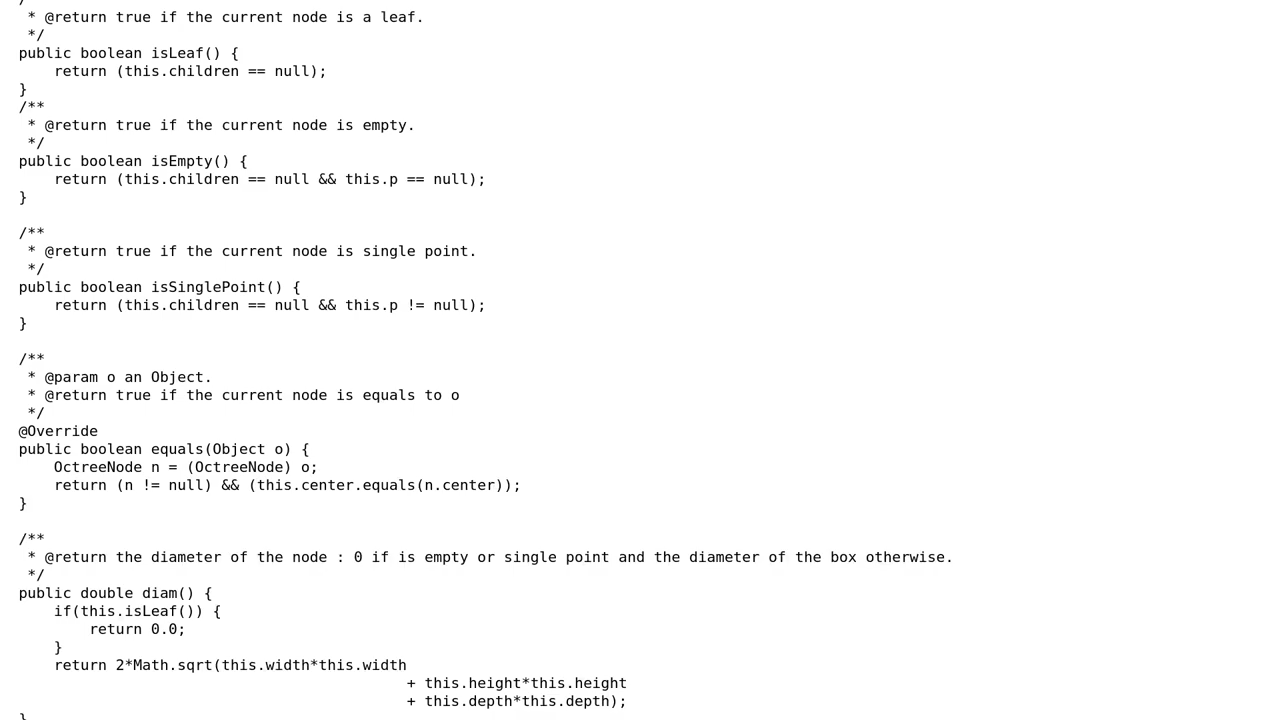 /**
 * @return true if the current node is a leaf.
 */
public boolean isLeaf() {
    return (this.children == null);
}
/**
 * @return true if the current node is empty.
 */
public boolean isEmpty() {
    return (this.children == null && this.p == null);
}

/**
 * @return true if the current node is single point.
 */
public boolean isSinglePoint() {
    return (this.children == null && this.p != null);
}

/**
 * @param o an Object.
 * @return true if the current node is equals to o
 */
@Override
public boolean equals(Object o) {
    OctreeNode n = (OctreeNode) o;
    return (n != null) && (this.center.equals(n.center));
}

/**
 * @return the diameter of the node : 0 if is empty or single point and the diameter of the box otherwise.
 */
public double diam() {
    if(this.isLeaf()) {
        return 0.0;
    }
    return 2*Math.sqrt(this.width*this.width
                                            + this.height*this.height
                                            + this.depth*this.depth);
}